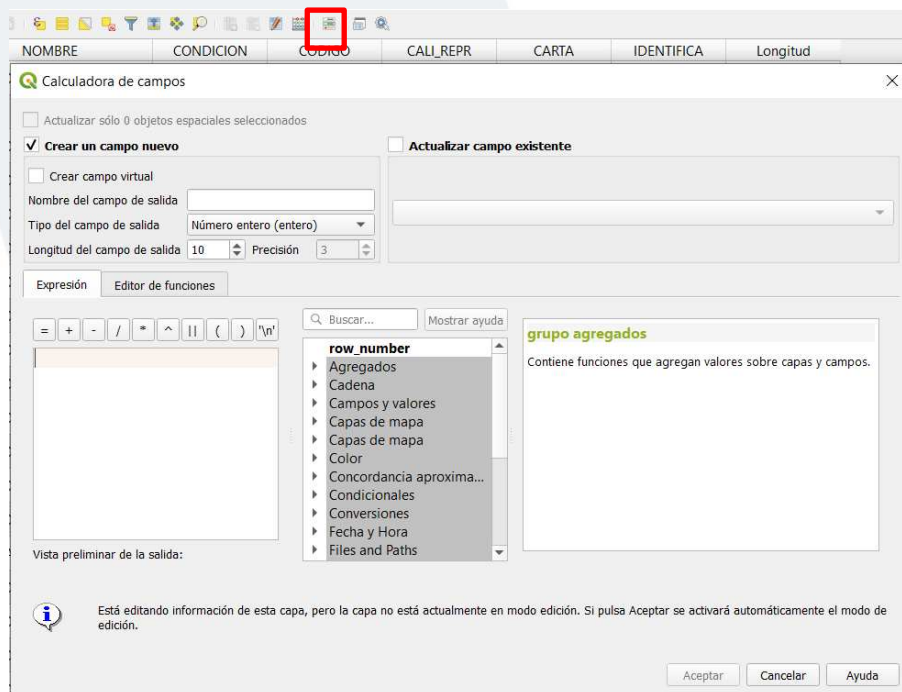 NOMBRE CONDICION CODIGO CALI_REPR CARTA IDENTIFICA Longitud
Calculadora de campos
Actualizar sólo 0 objetos espaciales seleccionados
Crear un campo nuevo
Actualizar campo existente
Crear campo virtual
Nombre del campo de salida
Tipo del campo de salida Número entero (entero)
Longitud del campo de salida 10 Precisión 3
Expresión Editor de funciones
= + - / * ^ || ( ) '\n'
Buscar... Mostrar ayuda
row_number
Agregados
Cadena
Campos y valores
Capas de mapa
Capas de mapa
Color
Concordancia aproxima...
Condicionales
Conversiones
Fecha y Hora
Files and Paths
grupo agregados
Contiene funciones que agregan valores sobre capas y campos.
Vista preliminar de la salida:
Está editando información de esta capa, pero la capa no está actualmente en modo edición. Si pulsa Aceptar se activará automáticamente el modo de
edición.
Aceptar Cancelar Ayuda